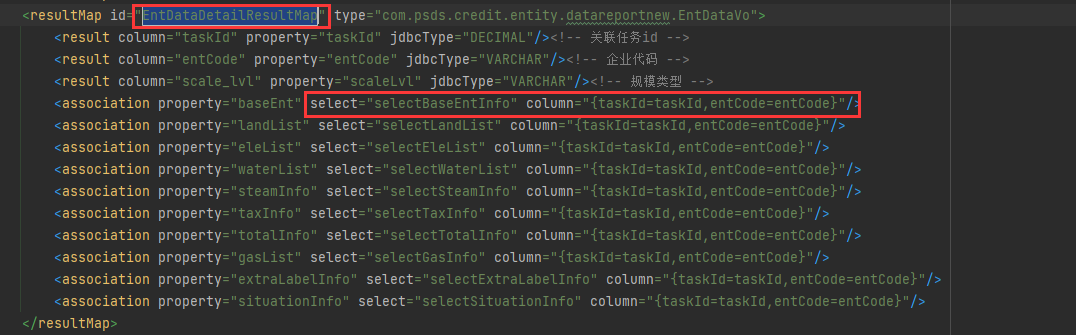 <resultMap id="EntDataDetailResultMap" type="com.psds.credit.entity.datareportnew.EntDataVo">
<result column="taskId" property="taskId" jdbcType="DECIMAL"/><!-- 关联任务id -->
<result column="entCode" property="entCode" jdbcType="VARCHAR"/><!-- 企业代码 -->
<result column="scale_lvl" property="scaleLvl" jdbcType="VARCHAR"/><!-- 规模类型 -->
<association property="baseEnt" select="selectBaseEntInfo" column="{taskId=taskId,entCode=entCode}"/>
<association property="landList" select="selectLandList" column="{taskId=taskId,entCode=entCode}"/>
<association property="eleList" select="selectEleList" column="{taskId=taskId,entCode=entCode}"/>
<association property="waterList" select="selectWaterList" column="{taskId=taskId,entCode=entCode}"/>
<association property="steamInfo" select="selectSteamInfo" column="{taskId=taskId,entCode=entCode}"/>
<association property="taxInfo" select="selectTaxInfo" column="{taskId=taskId,entCode=entCode}"/>
<association property="totalInfo" select="selectTotalInfo" column="{taskId=taskId,entCode=entCode}"/>
<association property="gasList" select="selectGasInfo" column="{taskId=taskId,entCode=entCode}"/>
<association property="extraLabelInfo" select="selectExtraLabelInfo" column="{taskId=taskId,entCode=entCode}"/>
<association property="situationInfo" select="selectSituationInfo" column="{taskId=taskId,entCode=entCode}"/>
</resultMap>